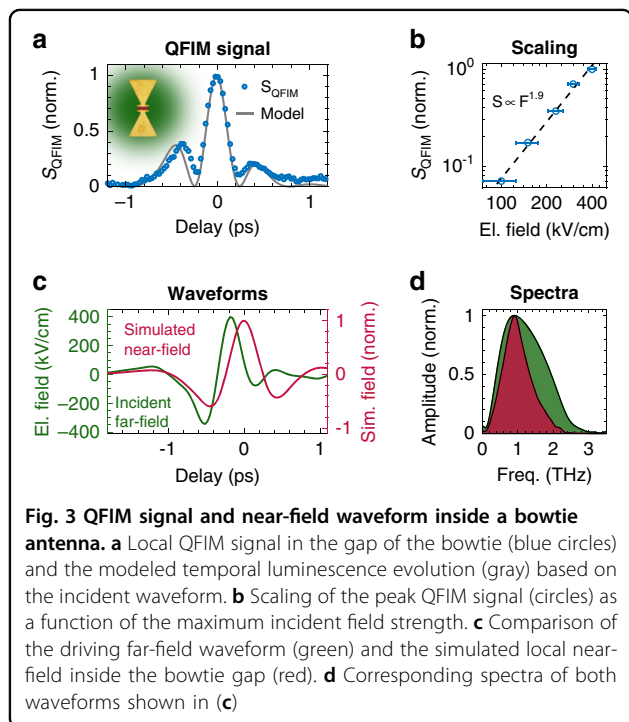 a
QFIM signal
S_QFIM (norm.)
1
0.5
0
S_QFIM
Model
−1
0
1
Delay (ps)
b
Scaling
S_QFIM (norm.)
10^0
10^-1
S ∝ F^1.9
100
200
400
El. field (kV/cm)
c
Waveforms
El. field (kV/cm)
400
200
0
−200
−400
Simulated
near-field
Incident
far-field
1
0
-1
Sim. field (norm.)
-1
0
1
Delay (ps)
d
Spectra
Amplitude (norm.)
1
0.5
0
0
1
2
3
Freq. (THz)
Fig. 3 QFIM signal and near-field waveform inside a bowtie
antenna. a Local QFIM signal in the gap of the bowtie (blue circles)
and the modeled temporal luminescence evolution (gray) based on
the incident waveform. b Scaling of the peak QFIM signal (circles) as
a function of the maximum incident field strength. c Comparison of
the driving far-field waveform (green) and the simulated local near-
field inside the bowtie gap (red). d Corresponding spectra of both
waveforms shown in (c)